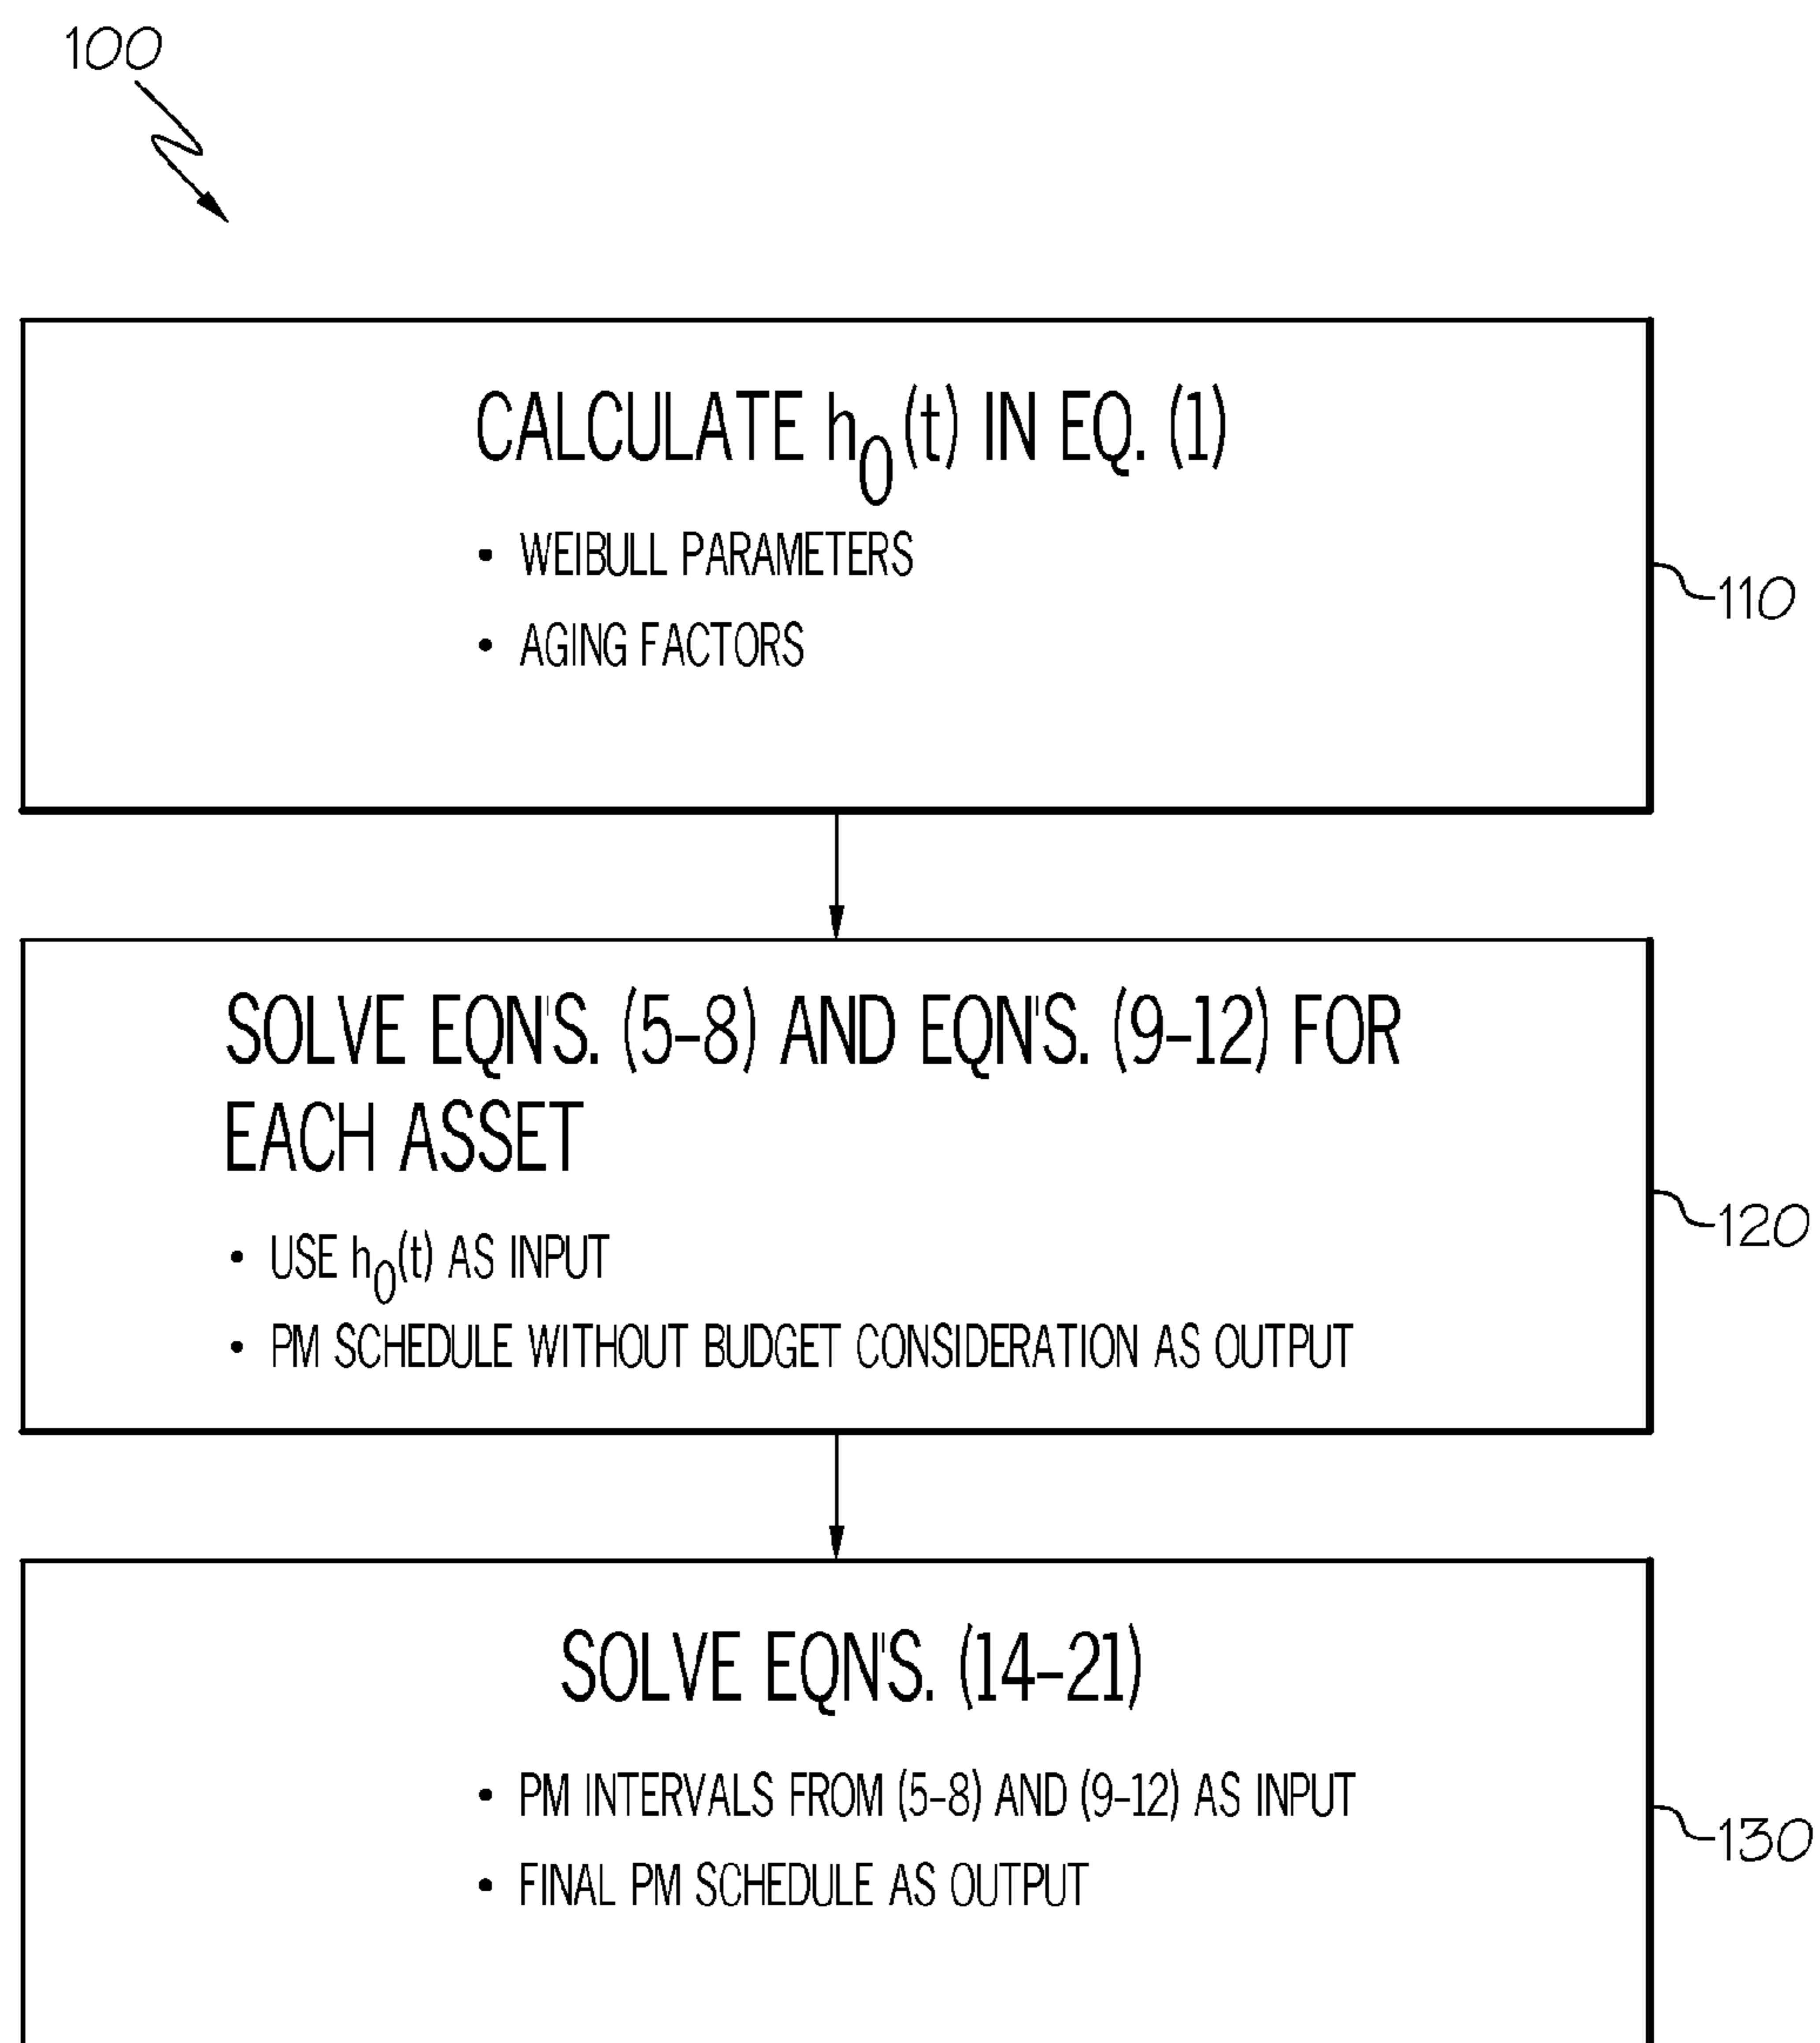 100
CALCULATE h₀(t) IN EQ. (1)
• WEIBULL PARAMETERS
• AGING FACTORS
110
SOLVE EQN'S. (5–8) AND EQN'S. (9–12) FOR
EACH ASSET
• USE h₀(t) AS INPUT
• PM SCHEDULE WITHOUT BUDGET CONSIDERATION AS OUTPUT
120
SOLVE EQN'S. (14–21)
• PM INTERVALS FROM (5–8) AND (9–12) AS INPUT
• FINAL PM SCHEDULE AS OUTPUT
130